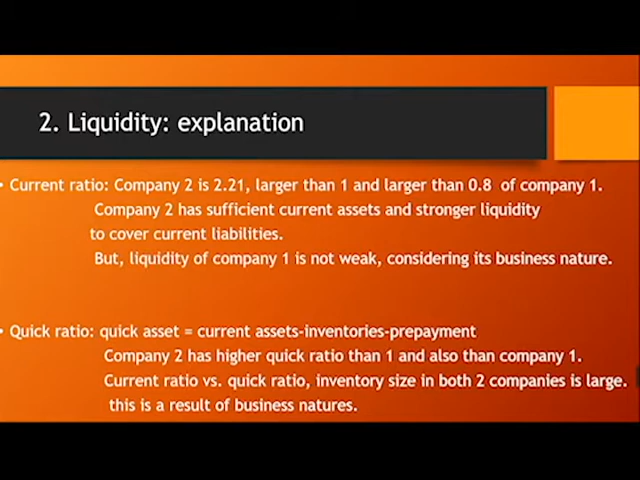 2. Liquidity: explanation
• Current ratio: Company 2 is 2.21, larger than 1 and larger than 0.8 of company 1.
Company 2 has sufficient current assets and stronger liquidity
to cover current liabilities.
But, liquidity of company 1 is not weak, considering its business nature.
• Quick ratio: quick asset = current assets-inventories-prepayment
Company 2 has higher quick ratio than 1 and also than company 1.
Current ratio vs. quick ratio, inventory size in both 2 companies is large.
this is a result of business natures.